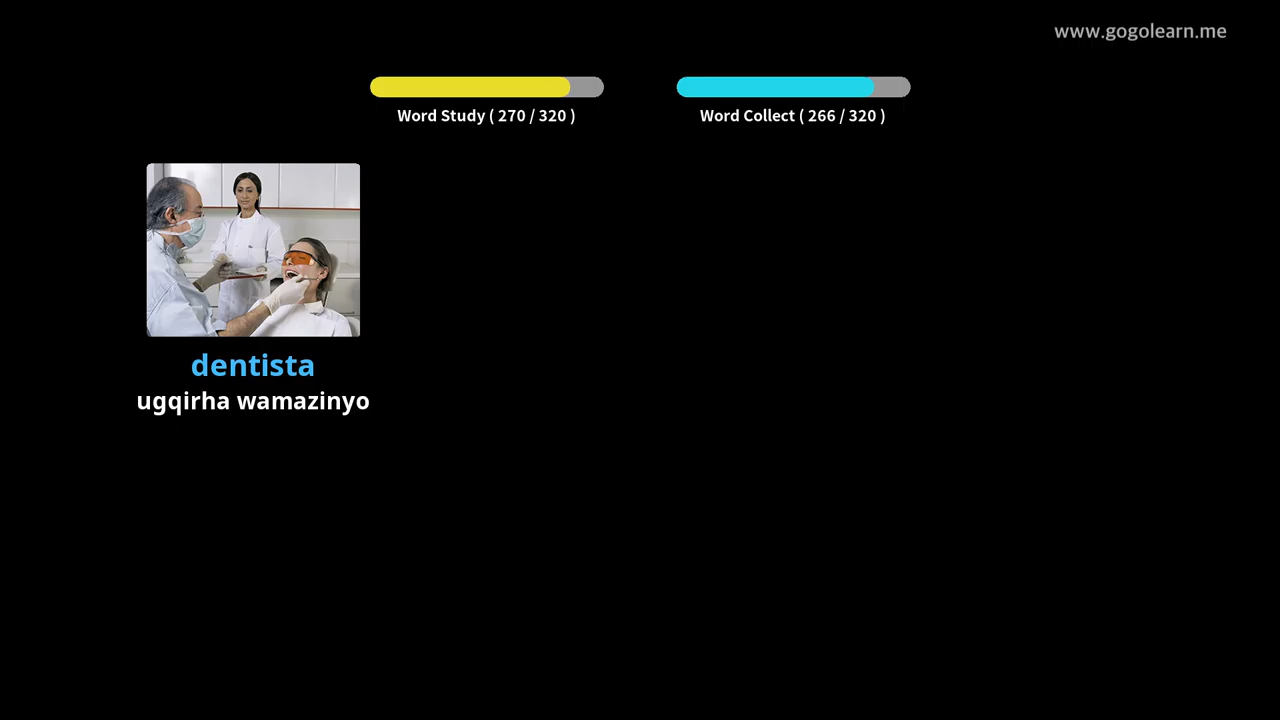 www.gogolearn.me
Word Study ( 270 / 320 )
Word Collect ( 266 / 320 )
dentista
ugqirha wamazinyo